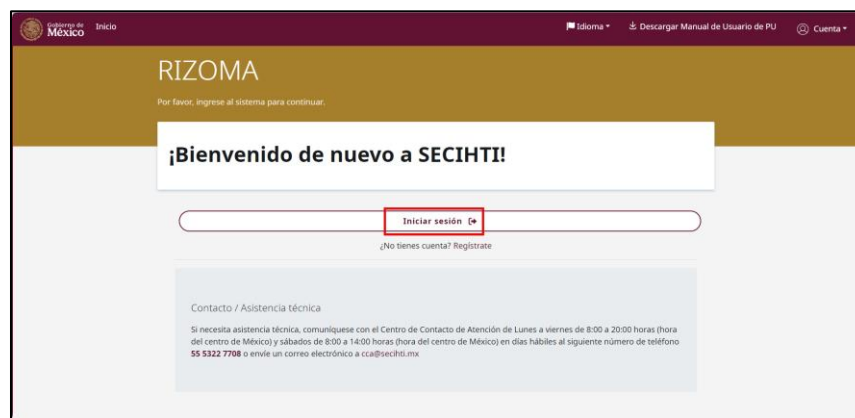 Gobierno de
México
Inicio
Idioma
Descargar Manual de Usuario de PU
Cuenta
RIZOMA
Por favor, ingrese al sistema para continuar.
¡Bienvenido de nuevo a SECIHTI!
Iniciar sesión
¿No tienes cuenta? Regístrate
Contacto / Asistencia técnica
Si necesita asistencia técnica, comuníquese con el Centro de Contacto de Atención de Lunes a viernes de 8:00 a 20:00 horas (hora
del centro de México) y sábados de 8:00 a 14:00 horas (hora del centro de México) en días hábiles al siguiente número de teléfono
55 5322 7708 o envíe un correo electrónico a cca@secihti.mx